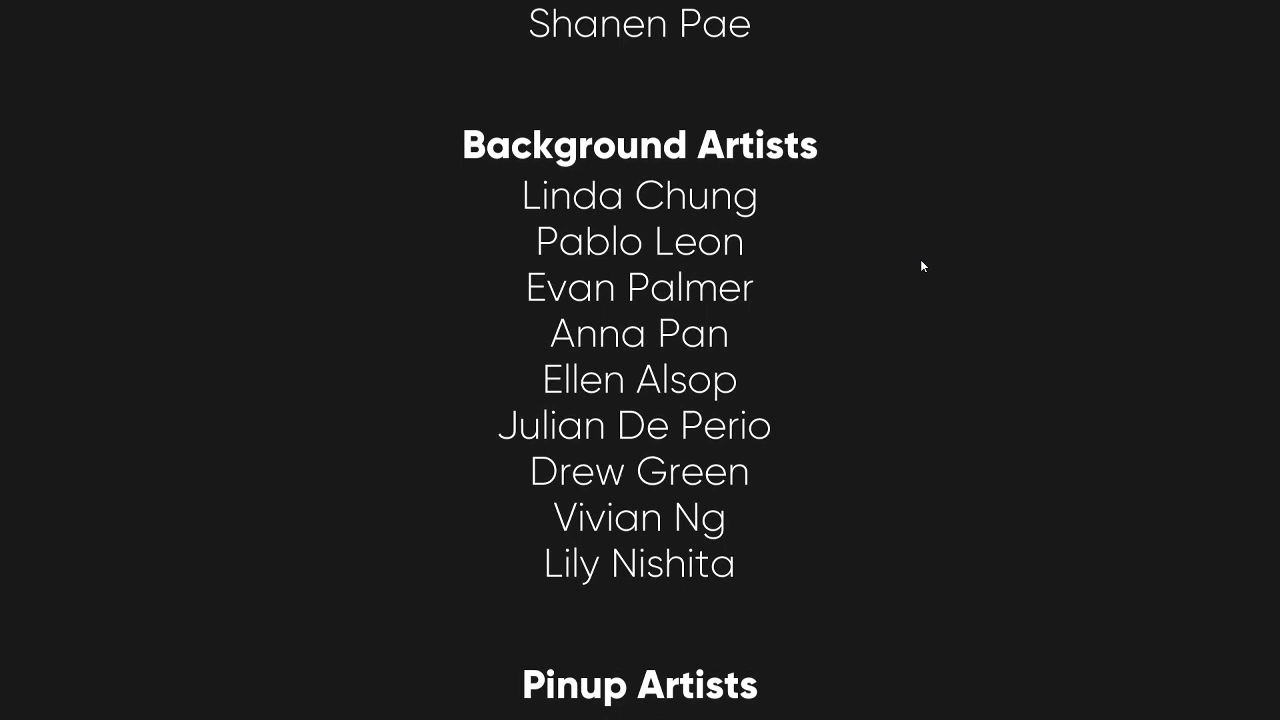 Shanen Pae
Background Artists
Linda Chung
Pablo Leon
Evan Palmer
Anna Pan
Ellen Alsop
Julian De Perio
Drew Green
Vivian Ng
Lily Nishita
Pinup Artists